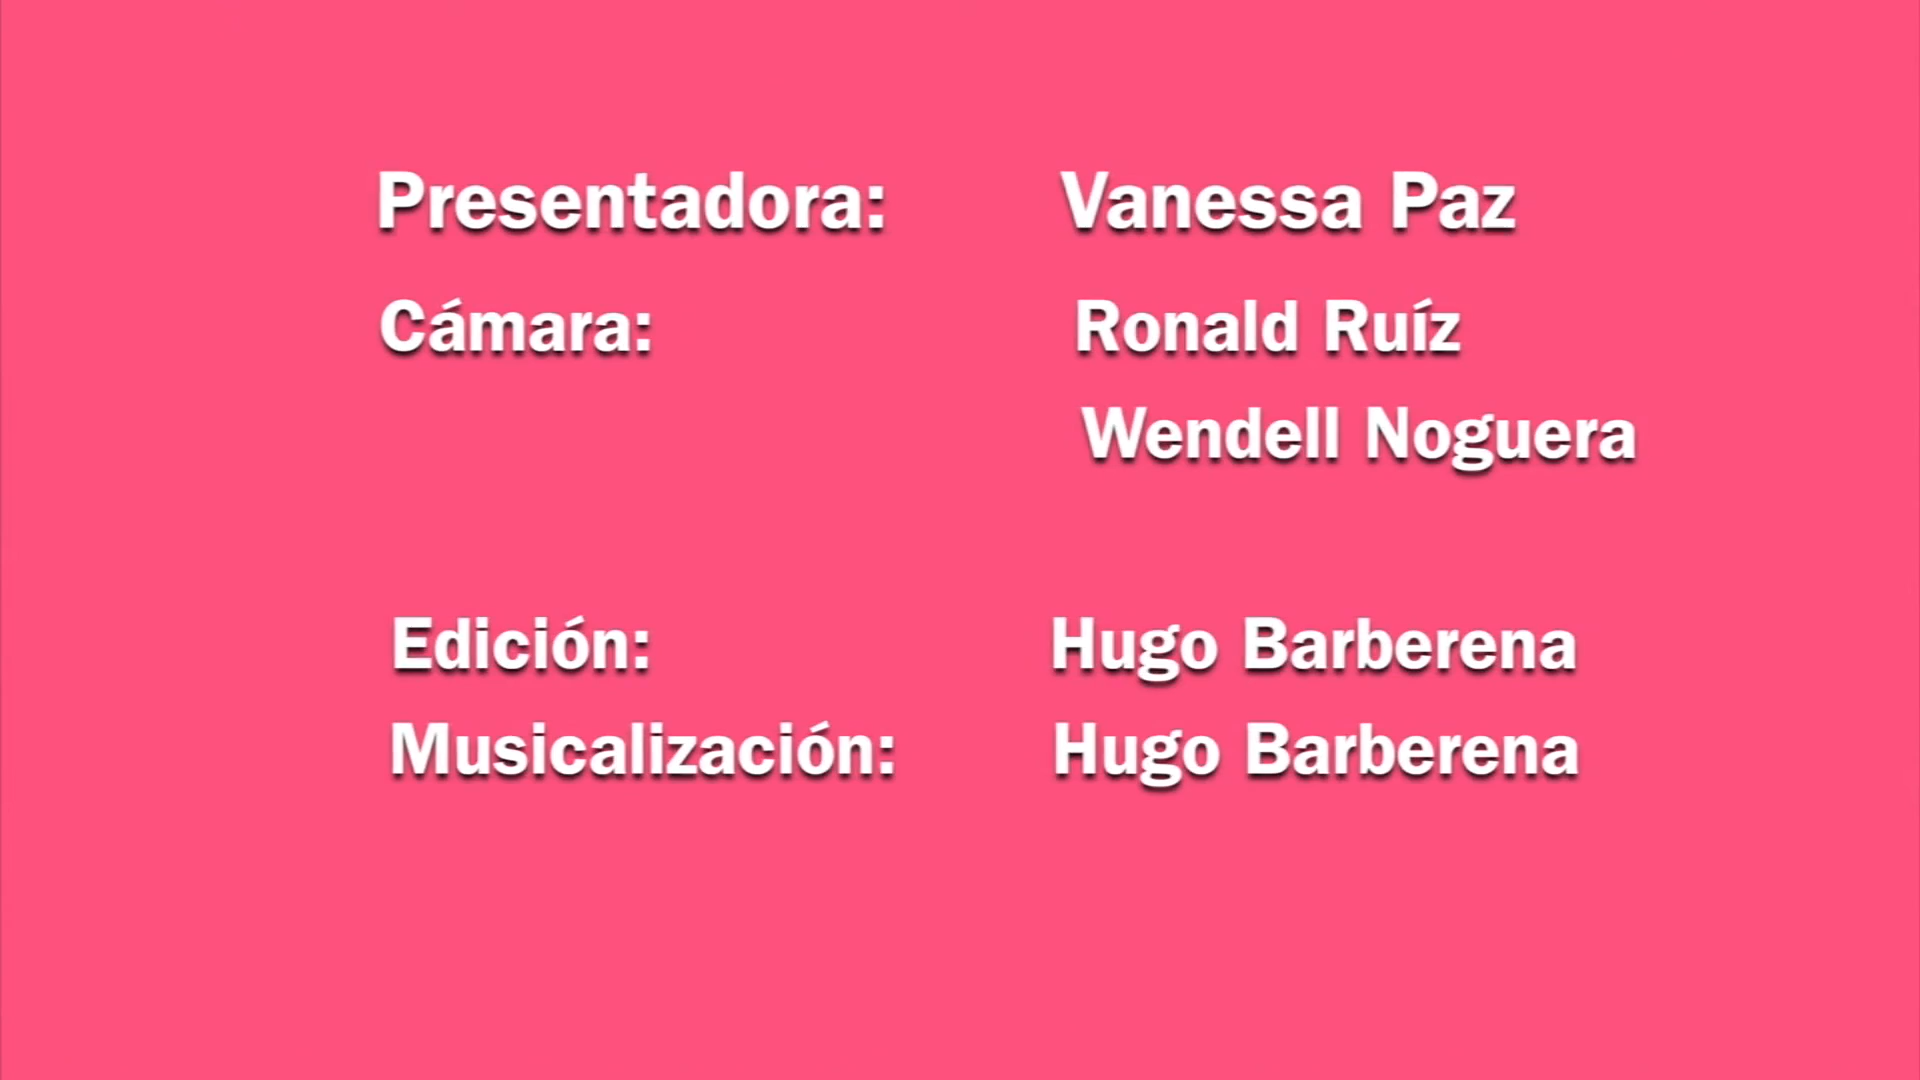 Presentadora: Vanessa Paz
Cámara: Ronald Ruíz
Wendell Noguera
Edición: Hugo Barberena
Musicalización: Hugo Barberena